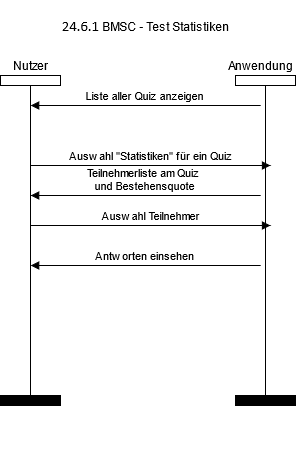 24.6.1 BMSC - Test Statistiken
Nutzer
Anwendung
Liste aller Quiz anzeigen
Auswahl "Statistiken" für ein Quiz
Teilnehmerliste am Quiz
und Bestehensquote
Auswahl Teilnehmer
Antworten einsehen